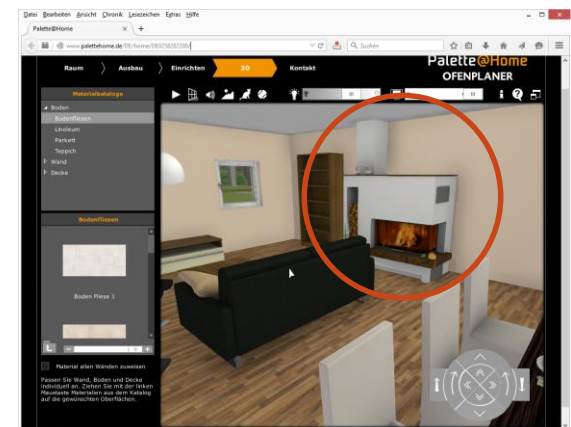 Datei Bearbeiten Ansicht Chronik Lesezeichen Extras Hilfe
Palette@Home
Suchen
Raum Ausbau Einrichten 3D Kontakt
Palette@Home
OFENPLANER
Materialkataloge
Boden
Bodenfliesen
Linoleum
Parkett
Teppich
Wand
Decke
Bodenfliesen
Boden Fliese 1
Material allen Wänden zuweisen
Passen Sie Wand, Boden und Decke
individuell an. Ziehen Sie mit der linken
Maustaste Materialien aus dem Katalog
auf die gewünschten Oberflächen.